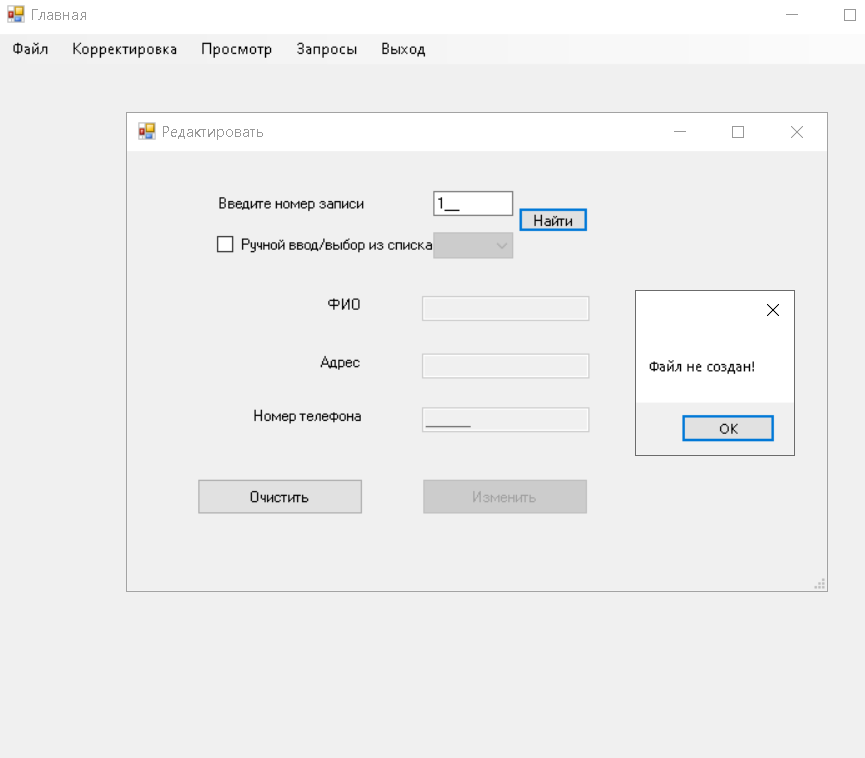 Главная
Файл Корректировка Просмотр Запросы Выход
Редактировать
Введите номер записи 1__
Найти
Ручной ввод/выбор из списка
ФИО
Файл не создан!
Адрес
Номер телефона ______
OK
Очистить Изменить